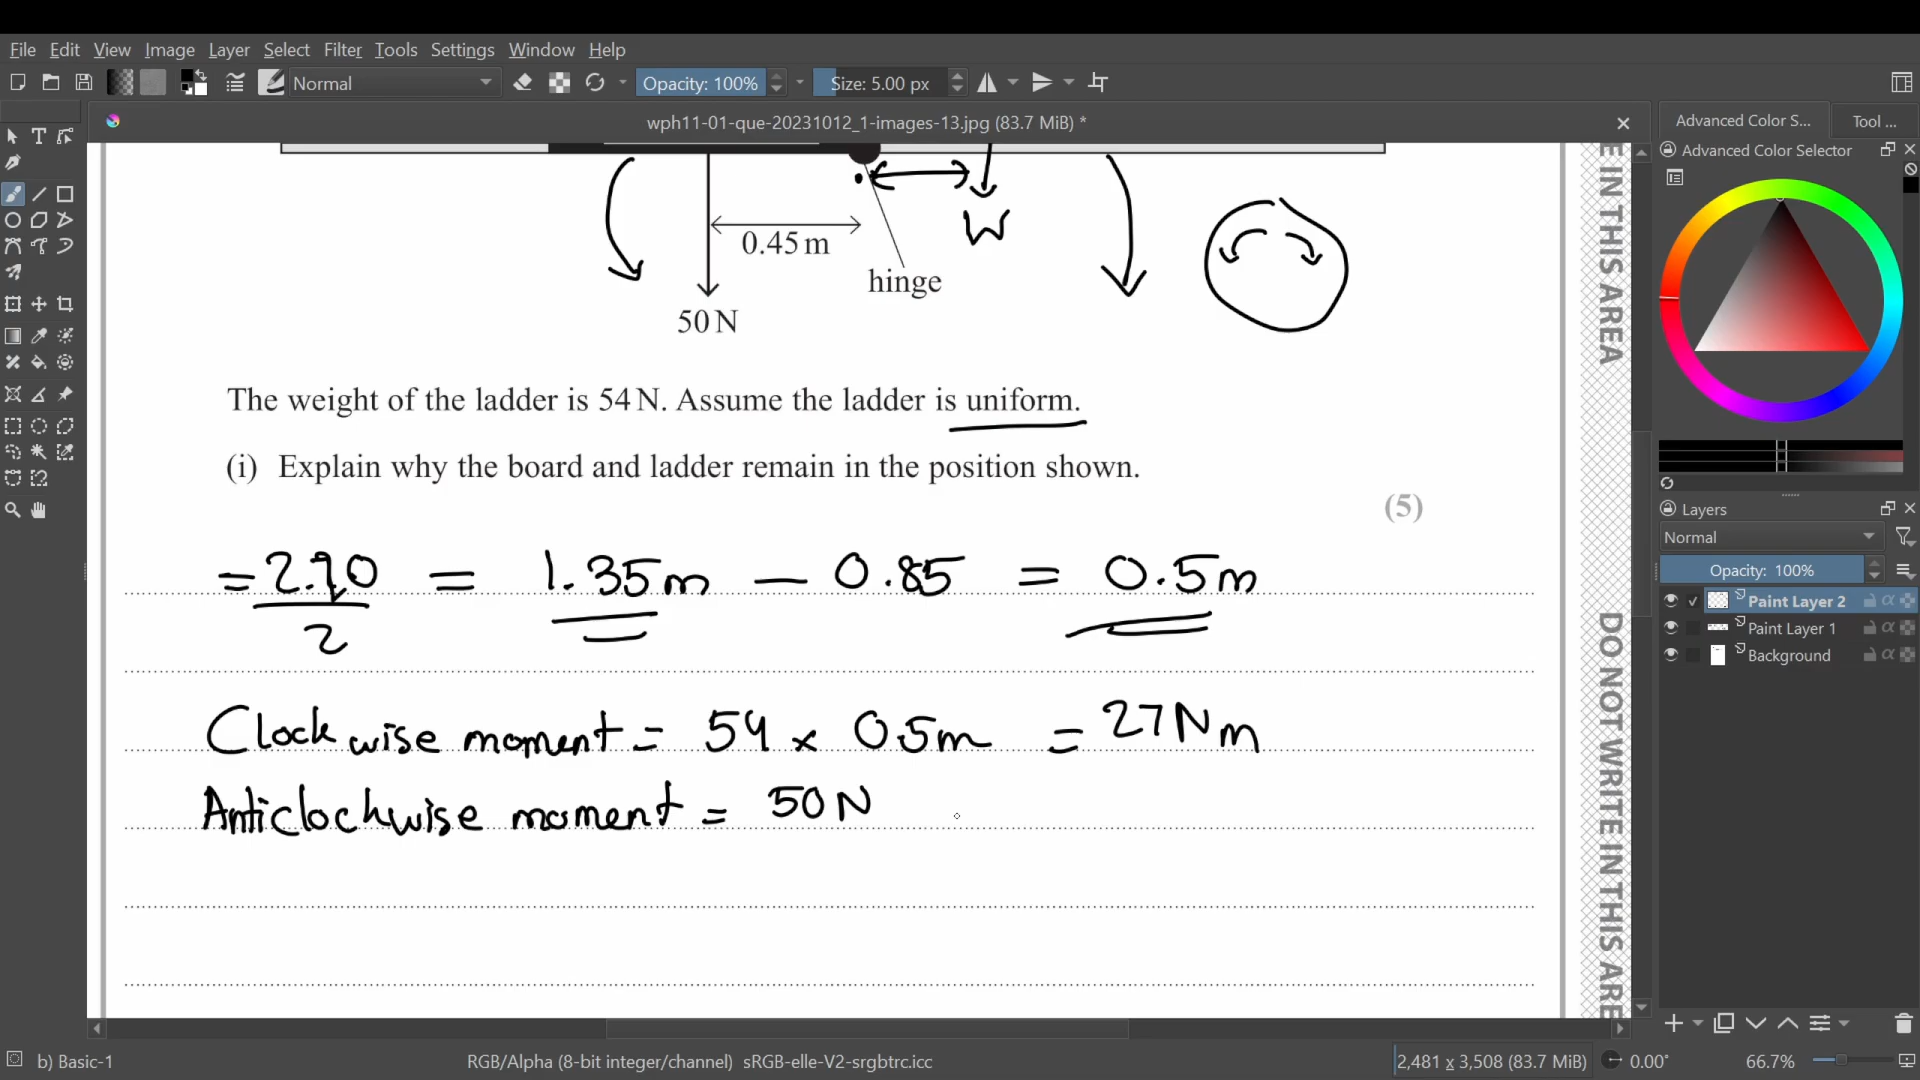 File Edit View Image Layer Select Filter Tools Settings Window Help
Normal Opacity: 100% Size: 5.00 px
wph11-01-que-20231012_1-images-13.jpg (83.7 MiB) *
Advanced Color S... Tool ...
Advanced Color Selector
W
0.45 m
hinge
50 N
The weight of the ladder is 54 N. Assume the ladder is uniform.
(i) Explain why the board and ladder remain in the position shown.
(5)
= 2.70 = 1.35m - 0.85 = 0.5m
2
Clockwise moment = 54 x 0.5m = 27Nm
Anticlockwise moment = 50N
E IN THIS AREA
DO NOT WRITE IN THIS ARE
Layers
Normal
Opacity: 100%
Paint Layer 2
Paint Layer 1
Background
b) Basic-1 RGB/Alpha (8-bit integer/channel) sRGB-elle-V2-srgbtrc.icc 2,481 x 3,508 (83.7 MiB) 0.00° 66.7%